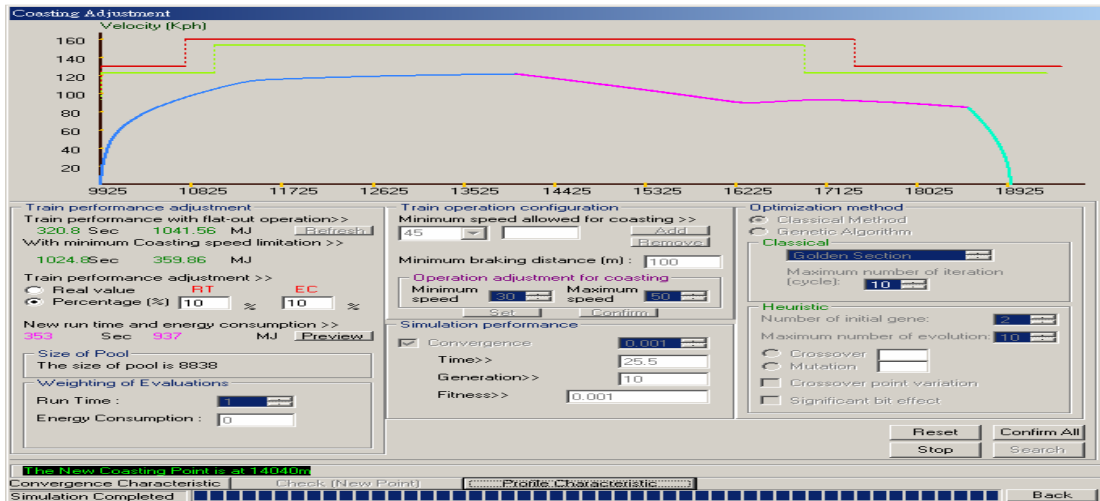 Coasting Adjustment
Velocity (Kph)
160
140
120
100
80
60
40
20
9925 10825 11725 12625 13525 14425 15325 16225 17125 18025 18925
Train performance adjustment
Train performance with flat-out operation>>
320.8 Sec 1041.56 MJ Refresh
With minimum Coasting speed limitation >>
1024.8Sec 359.86 MJ
Train performance adjustment >>
Real value RT EC
Percentage (%) 10 % 10 %
New run time and energy consumption >>
353 Sec 937 MJ Preview
Size of Pool
The size of pool is 8838
Weighting of Evaluations
Run Time : 1
Energy Consumption : 0
Train operation configuration
Minimum speed allowed for coasting >>
45 Add
Remove
Minimum braking distance (m) : 100
Operation adjustment for coasting
Minimum speed 30 Maximum speed 50
Set Confirm
Simulation performance
Convergence 0.001
Time>> 25.5
Generation>> 10
Fitness>> 0.001
Optimization method
Classical Method
Genetic Algorithm
Classical
Golden Section
Maximum number of iteration
(cycle): 10
Heuristic
Number of initial gene: 2
Maximum number of evolution: 10
Crossover
Mutation
Crossover point variation
Significant bit effect
Reset Confirm All
Stop Search
The New Coasting Point is at 14040m
Convergence Characteristic Check (New Point) Profile Characteristic
Simulation Completed Back